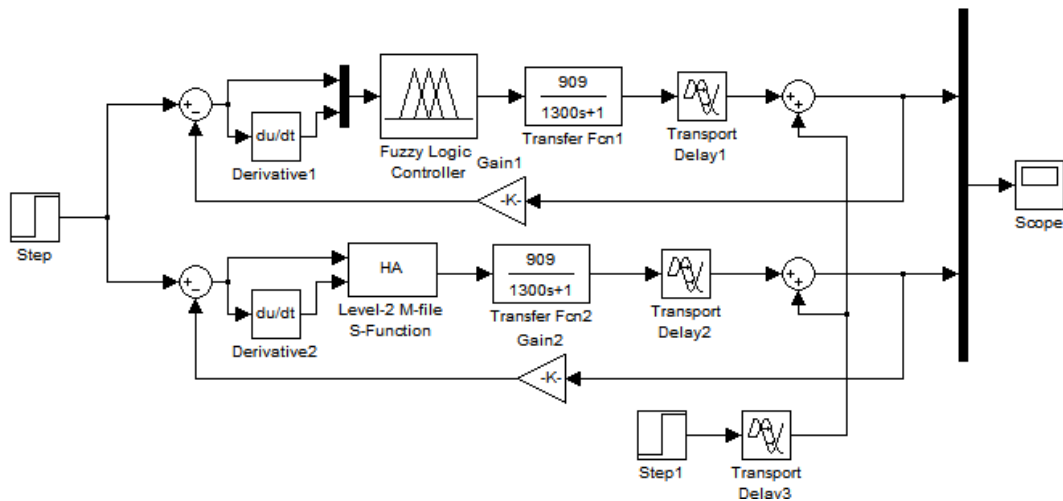 909
1300s+1
Transfer Fcn1
Transport
Delay1
du/dt
Derivative1
Fuzzy Logic
Controller
Gain1
-K-
Step
Scope
HA
Level-2 M-file
S-Function
909
1300s+1
Transfer Fcn2
Transport
Delay2
du/dt
Derivative2
Gain2
-K-
Step1
Transport
Delay3